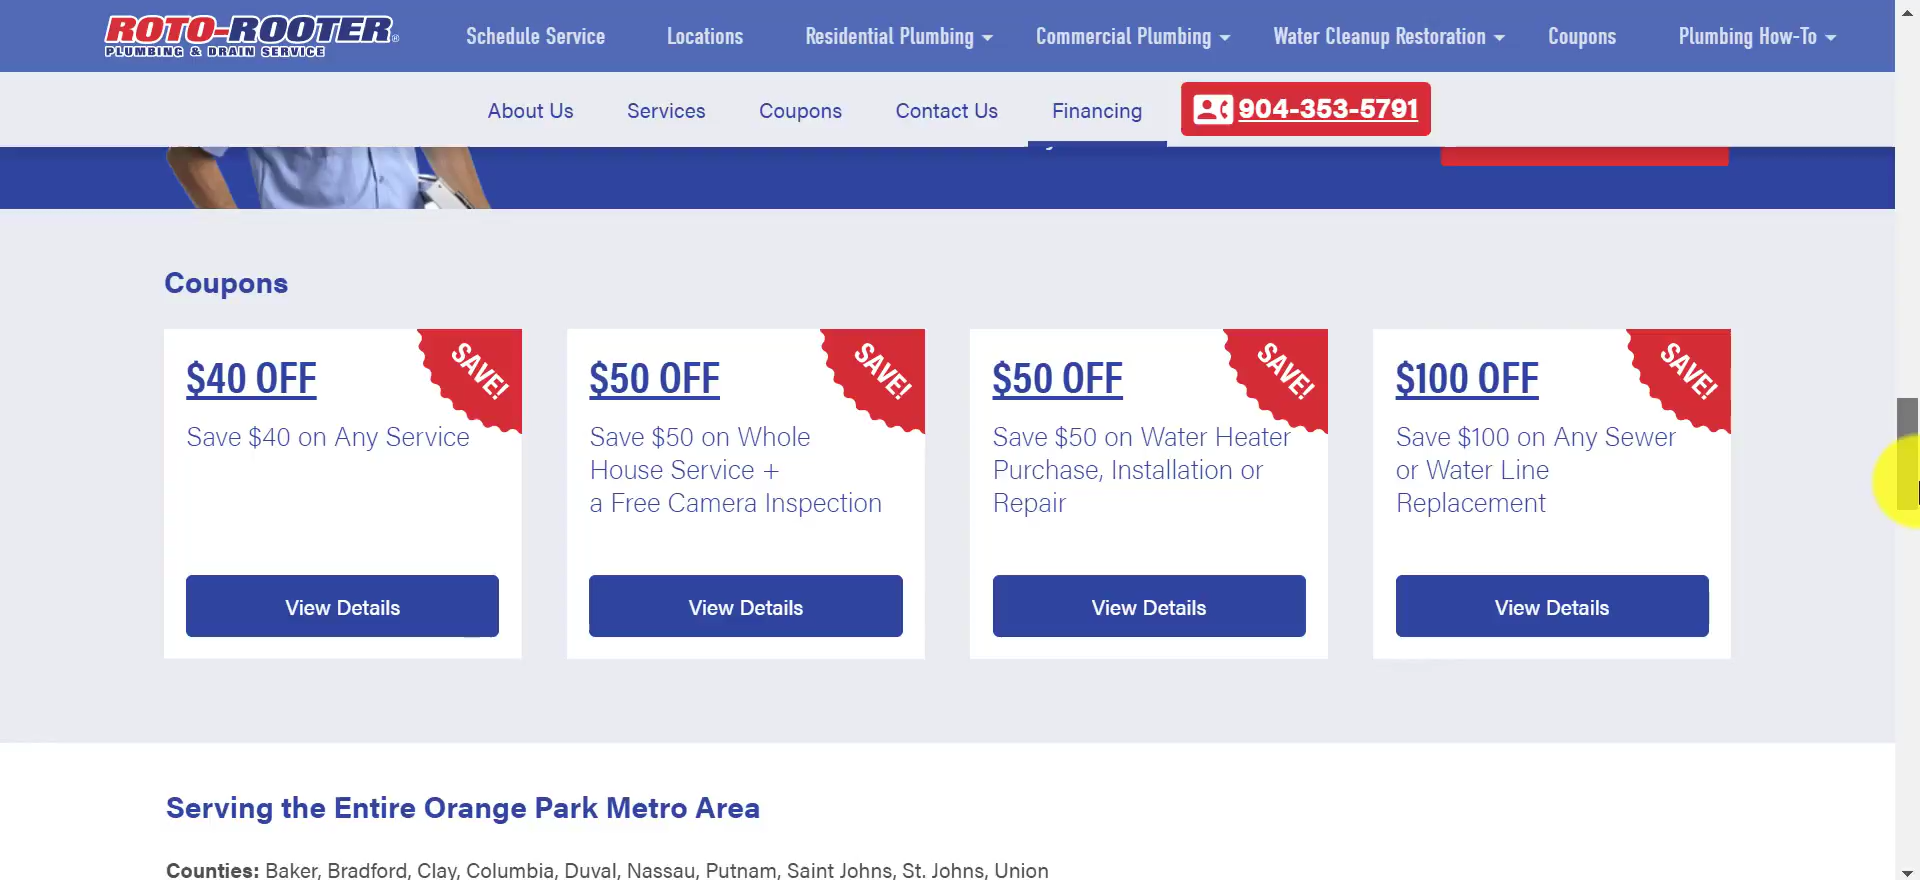 ROTO-ROOTER
PLUMBING & DRAIN SERVICE
Schedule Service Locations Residential Plumbing Commercial Plumbing Water Cleanup Restoration Coupons Plumbing How-To
About Us Services Coupons Contact Us Financing 904-353-5791
Coupons
$40 OFF
SAVE!
Save $40 on Any Service
View Details
$50 OFF
SAVE!
Save $50 on Whole
House Service +
a Free Camera Inspection
View Details
$50 OFF
SAVE!
Save $50 on Water Heater
Purchase, Installation or
Repair
View Details
$100 OFF
SAVE!
Save $100 on Any Sewer
or Water Line
Replacement
View Details
Serving the Entire Orange Park Metro Area
Counties: Baker, Bradford, Clay, Columbia, Duval, Nassau, Putnam, Saint Johns, St. Johns, Union